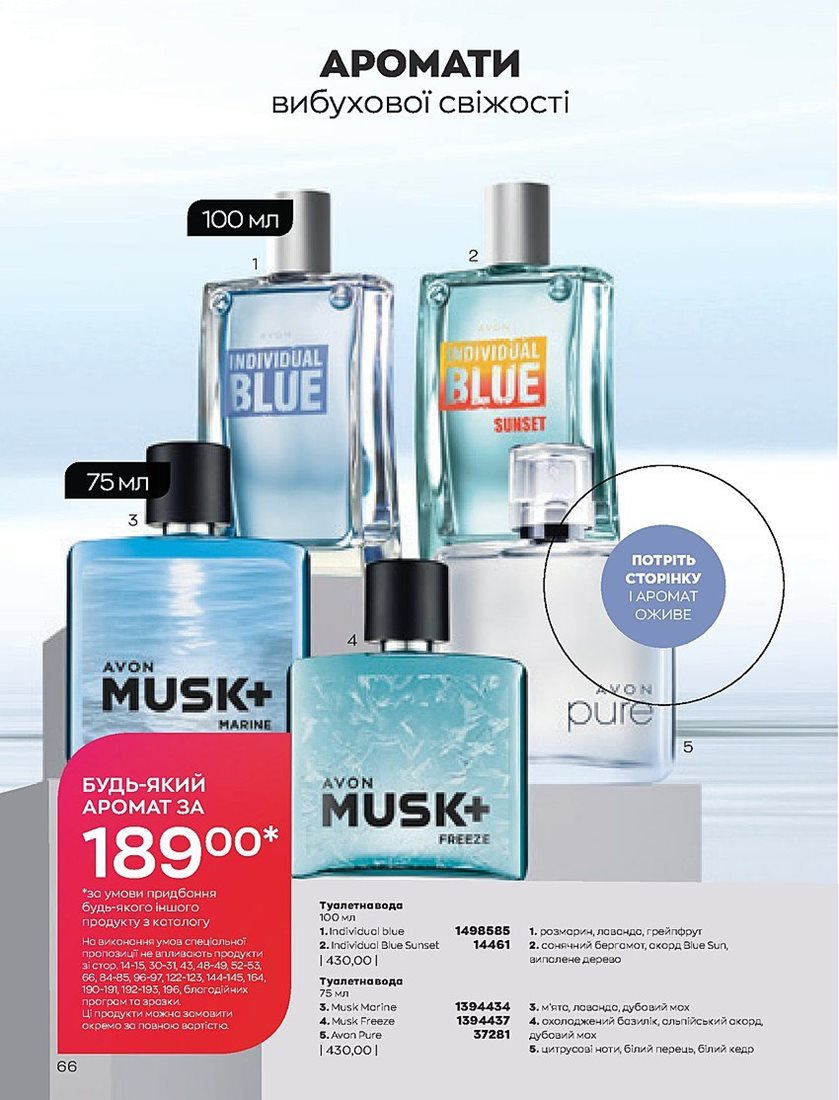 АРОМАТИ
вибухової свіжості
100 мл
1
2
AVON
INDIVIDUAL
BLUE
AVON
INDIVIDUAL
BLUE
SUNSET
75 мл
3
ПОТРІТЬ
СТОРІНКУ
І АРОМАТ
ОЖИВЕ
4
AVON
MUSK+
MARINE
AVON
pure
5
AVON
MUSK+
FREEZE
БУДЬ-ЯКИЙ
АРОМАТ ЗА
189⁰⁰*
*за умови придбання
будь-якого іншого
продукту з каталогу
На виконання умов спеціальної
пропозиції не впливають продукти
зі стор. 14-15, 30-31, 43, 48-49, 52-53,
66, 84-85, 96-97, 122-123, 144-145, 164,
190-191, 192-193, 196, благодійних
програм та зразки.
Ці продукти можна замовити
окремо за повною вартістю.
Туалетна вода
100 мл
1. Individual blue 1498585
2. Individual Blue Sunset 14461
| 430,00 |
1. розмарин, лаванда, грейпфрут
2. сонячний бергамот, акорд Blue Sun,
випалене дерево
Туалетна вода
75 мл
3. Musk Marine 1394434
4. Musk Freeze 1394437
5. Avon Pure 37281
| 430,00 |
3. м'ята, лаванда, дубовий мох
4. охолоджений базилік, альпійський акорд,
дубовий мох
5. цитрусові ноти, білий перець, білий кедр
66